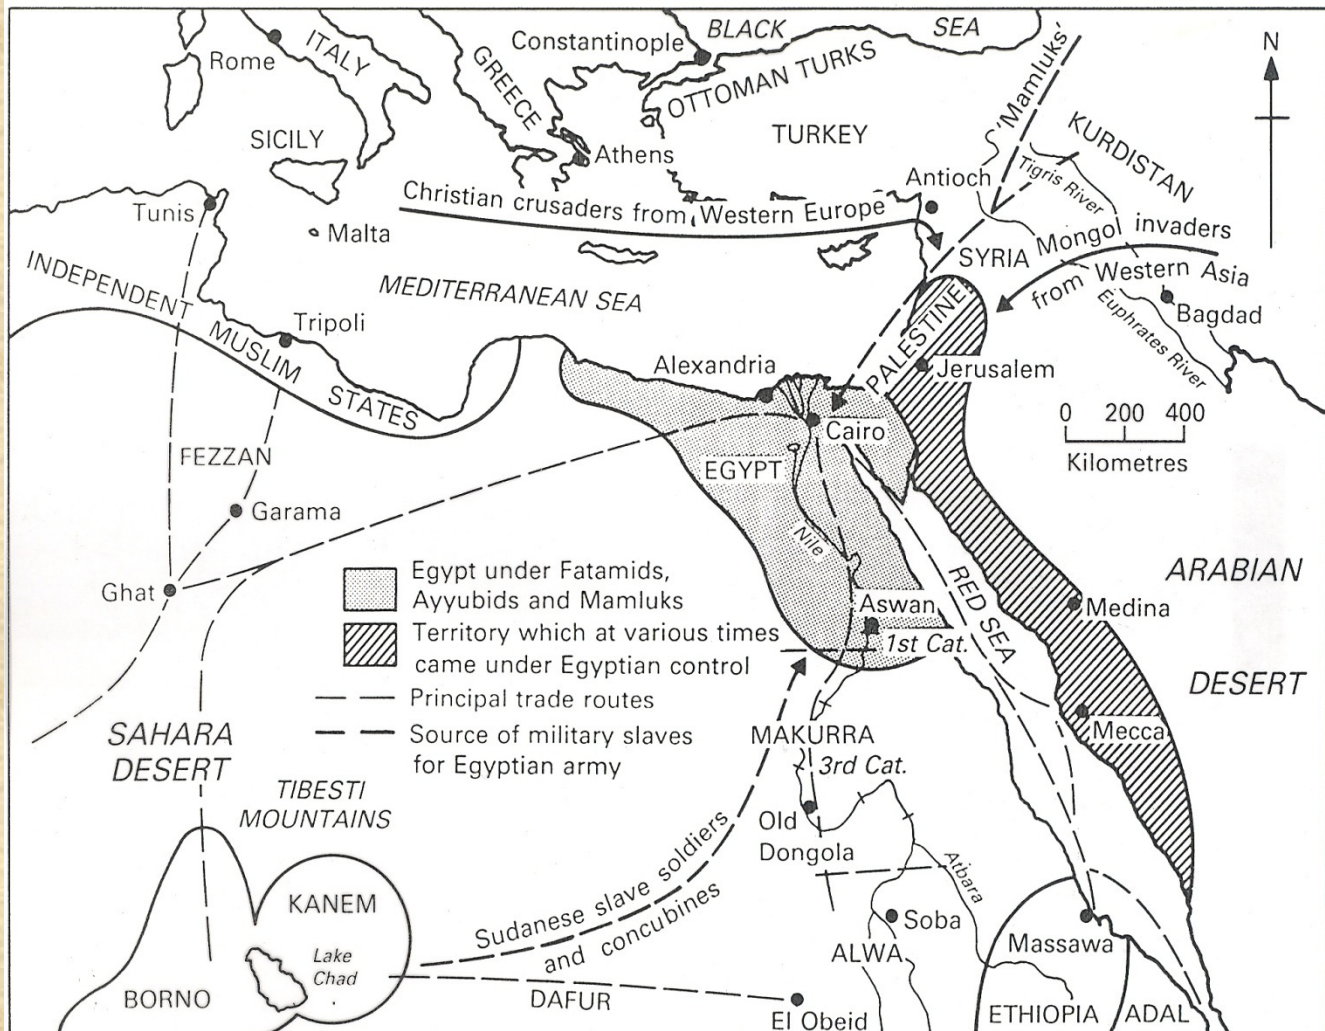 BLACK SEA
Constantinople
Rome
ITALY
GREECE
OTTOMAN TURKS
'Mamluks'
N
SICILY
Athens
TURKEY
KURDISTAN
Tigris River
Antioch
Tunis
Malta
Christian crusaders from Western Europe
SYRIA
Mongol invaders
from Western Asia
INDEPENDENT MUSLIM STATES
MEDITERRANEAN SEA
Euphrates River
Bagdad
Tripoli
PALESTINE
Alexandria
Jerusalem
0 200 400
Kilometres
Cairo
FEZZAN
EGYPT
Garama
Nile
Ghat
Egypt under Fatamids,
Ayyubids and Mamluks
Territory which at various times
came under Egyptian control
Principal trade routes
Source of military slaves
for Egyptian army
ARABIAN
DESERT
RED SEA
Medina
Aswan
1st Cat.
Mecca
SAHARA
DESERT
MAKURRA
3rd Cat.
TIBESTI
MOUNTAINS
Old
Dongola
Atbara
KANEM
Sudanese slave soldiers
and concubines
Lake
Chad
Soba
Massawa
ALWA
BORNO
DAFUR
El Obeid
ETHIOPIA
ADAL